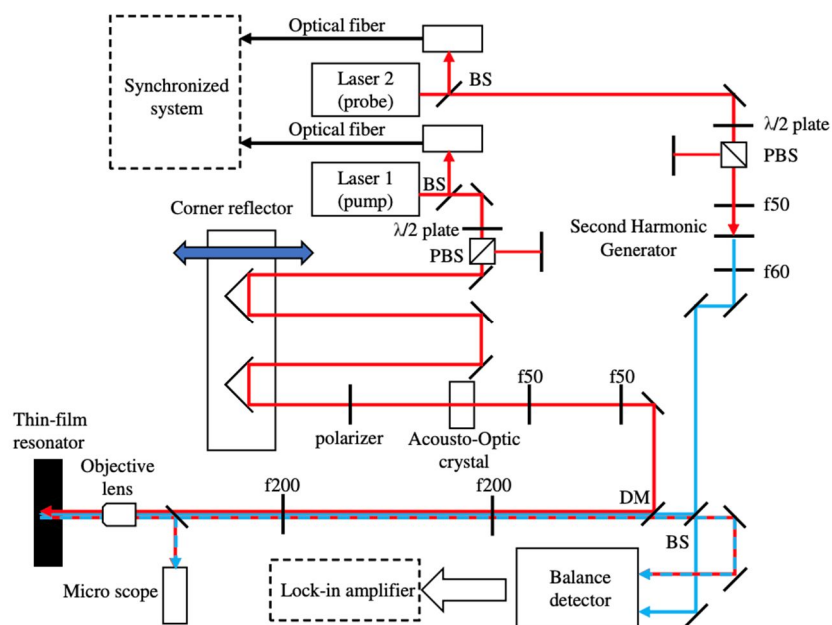 Optical fiber
Synchronized
system
Laser 2
(probe)
BS
Optical fiber
Laser 1
(pump)
BS
λ/2 plate
PBS
Corner reflector
λ/2 plate
PBS
f50
Second Harmonic
Generator
f60
f50
f50
polarizer
Acousto-Optic
crystal
Thin-film
resonator
Objective
lens
f200
f200
DM
BS
Micro scope
Lock-in amplifier
Balance
detector